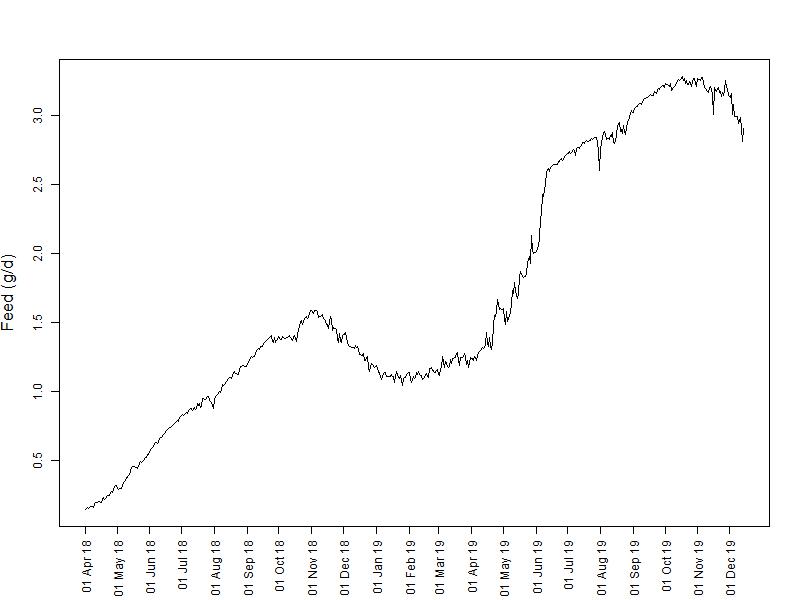 Feed (g/d)
3.0
2.5
2.0
1.5
1.0
0.5
01 Apr 18
01 May 18
01 Jun 18
01 Jul 18
01 Aug 18
01 Sep 18
01 Oct 18
01 Nov 18
01 Dec 18
01 Jan 19
01 Feb 19
01 Mar 19
01 Apr 19
01 May 19
01 Jun 19
01 Jul 19
01 Aug 19
01 Sep 19
01 Oct 19
01 Nov 19
01 Dec 19